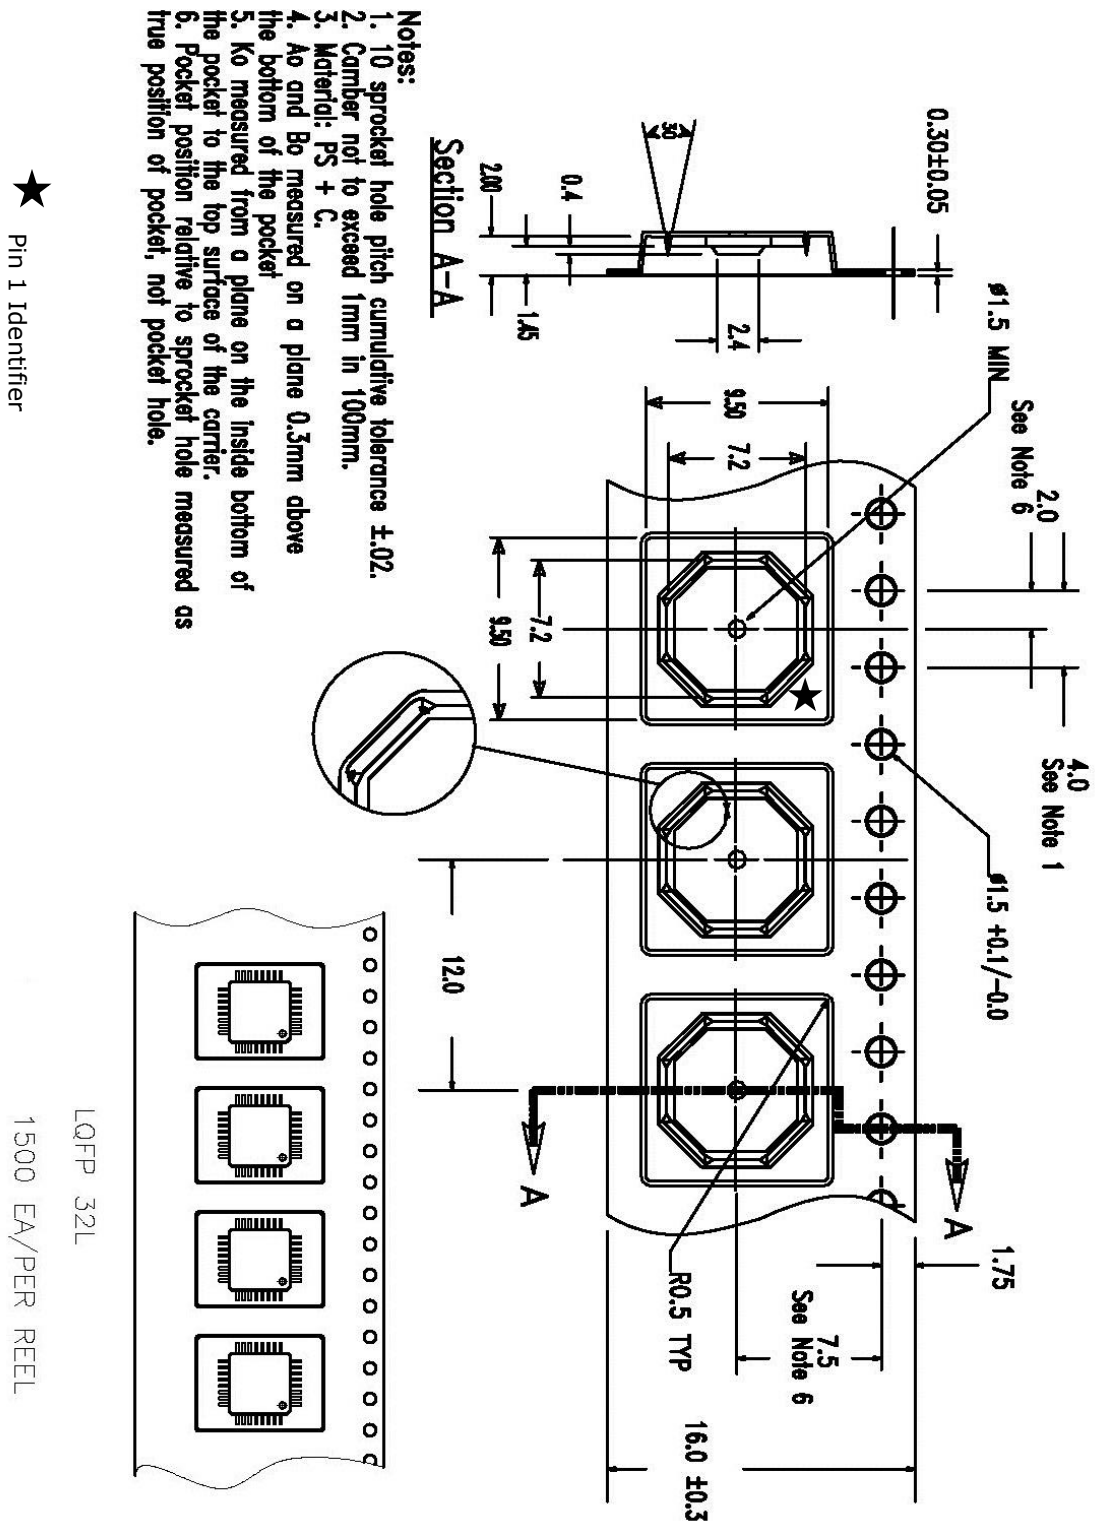 0.30±0.05
ø1.5 MIN
2.0
See Note 6
4.0
See Note 1
ø1.5 +0.1/-0.0
1.75
A
7.5
See Note 6
16.0 ±0.3
R0.5 TYP
A
12.0
9.50
7.2
7.2
9.50
30
2.4
0.4
2.00
1.45
Section A-A
Notes:
1. 10 sprocket hole pitch cumulative tolerance ±.02.
2. Camber not to exceed 1mm in 100mm.
3. Material: PS + C.
4. Ao and Bo measured on a plane 0.3mm above
the bottom of the pocket
5. Ko measured from a plane on the inside bottom of
the pocket to the top surface of the carrier.
6. Pocket position relative to sprocket hole measured as
true position of pocket, not pocket hole.
★ Pin 1 Identifier
LQFP 32L
1500 EA/PER REEL